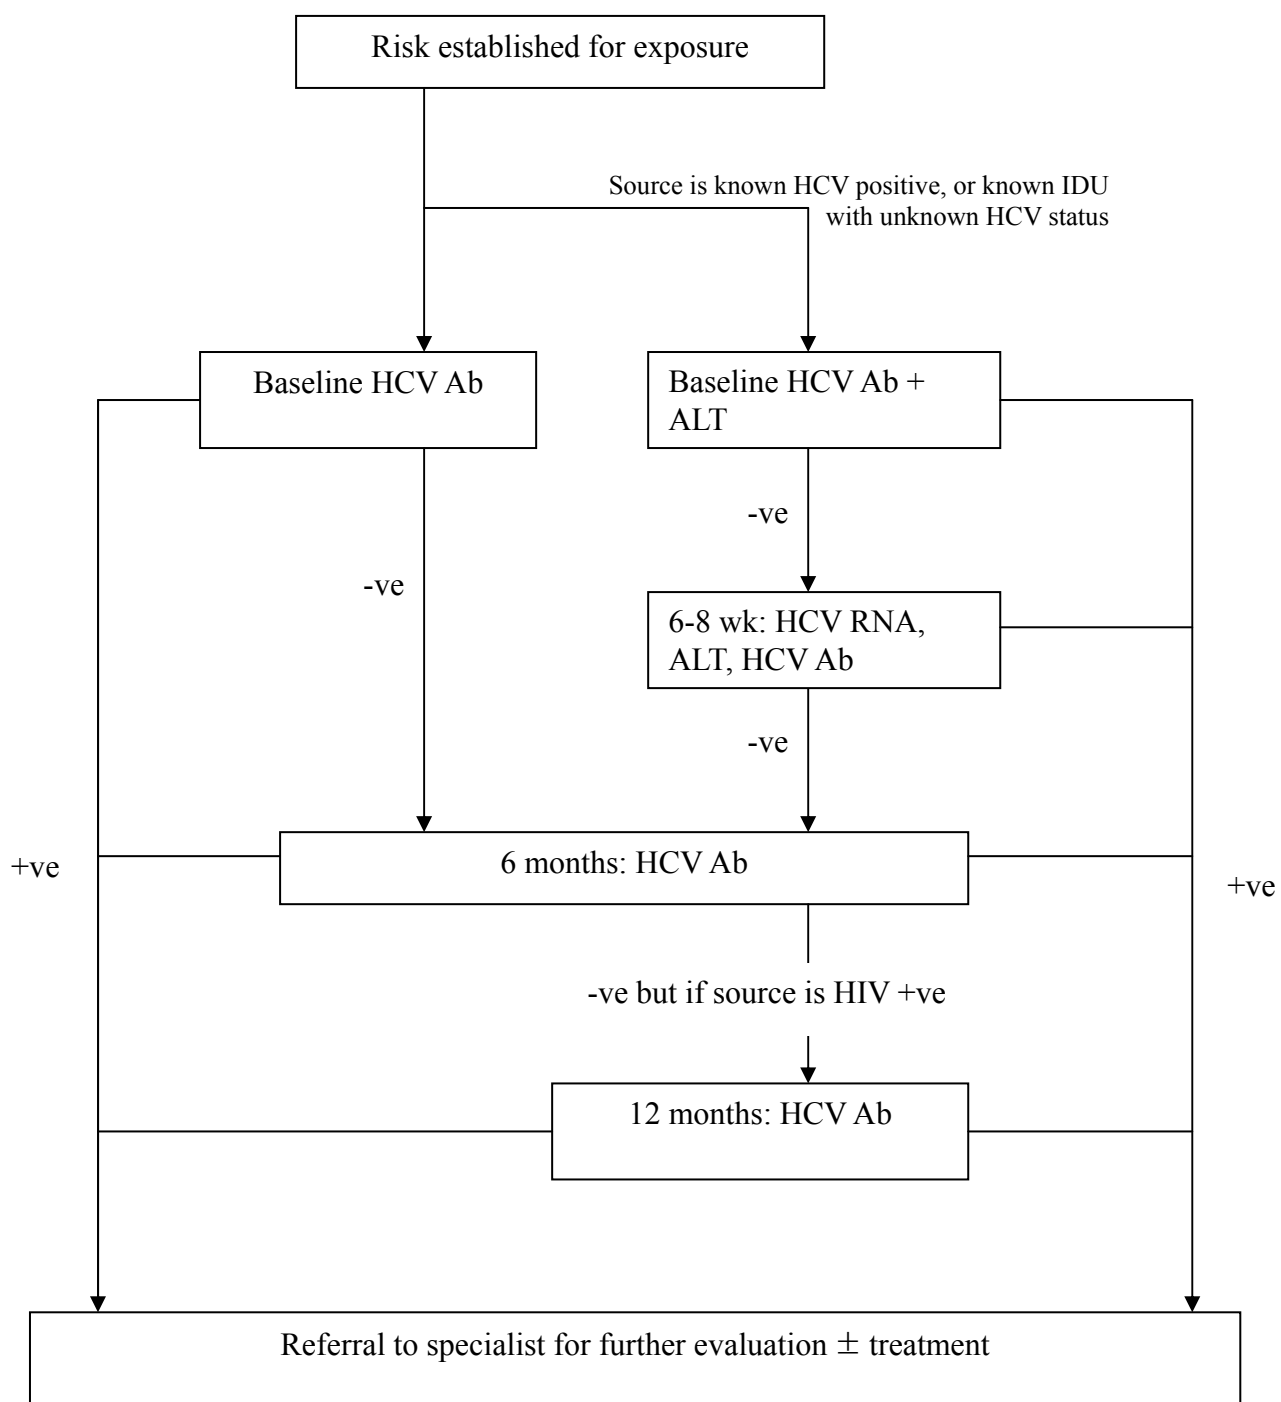 Risk established for exposure
Source is known HCV positive, or known IDU
with unknown HCV status
Baseline HCV Ab
Baseline HCV Ab +
ALT
-ve
-ve
6-8 wk: HCV RNA,
ALT, HCV Ab
-ve
+ve
6 months: HCV Ab
+ve
-ve but if source is HIV +ve
12 months: HCV Ab
Referral to specialist for further evaluation ± treatment